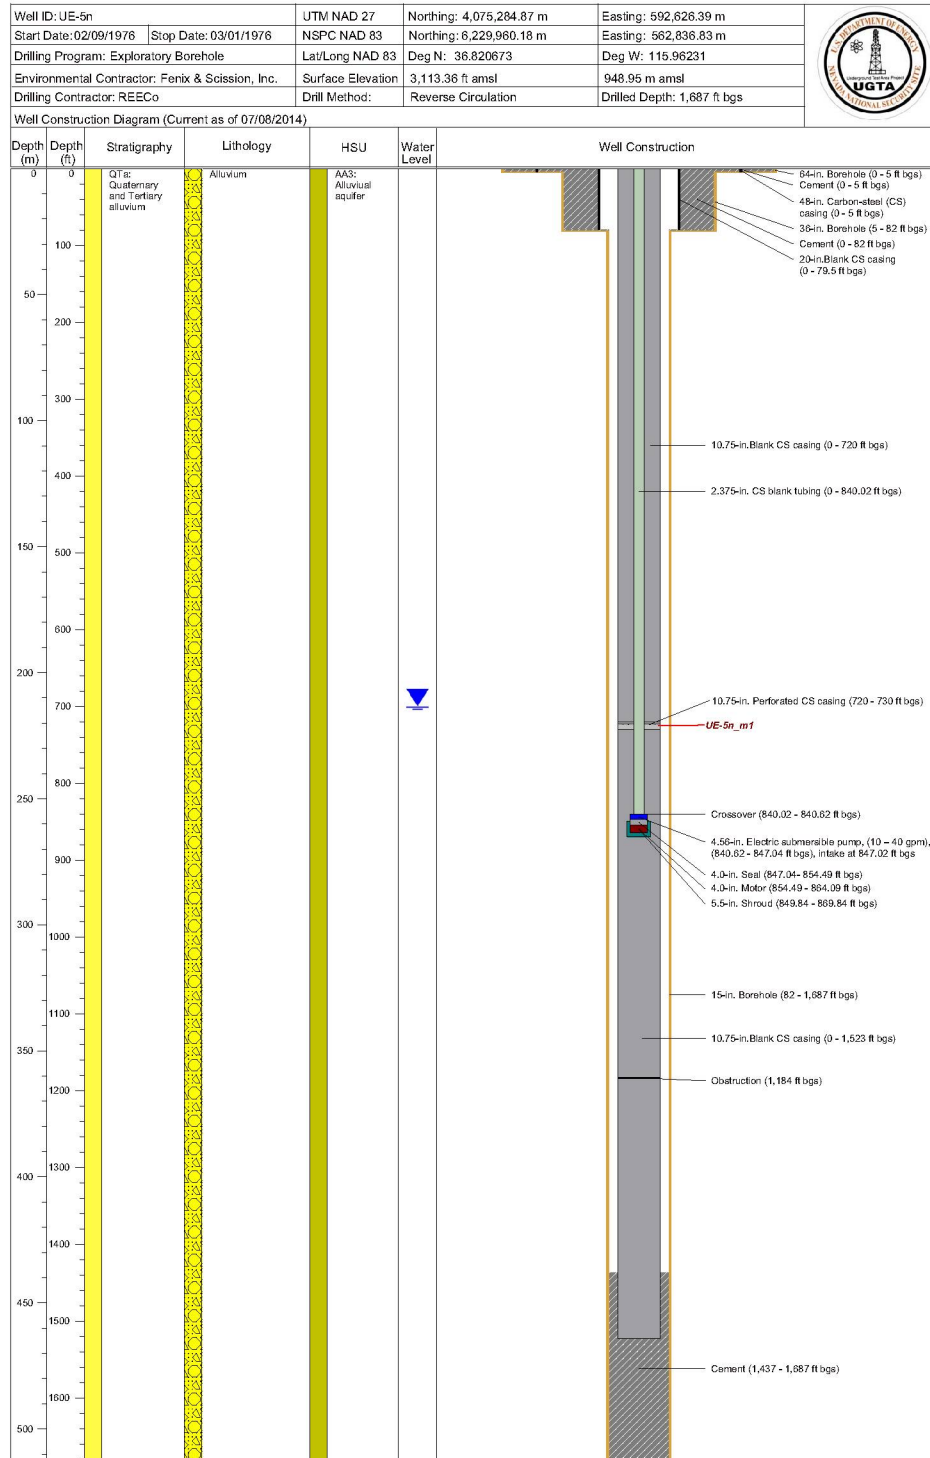 Well ID: UE-5n
UTM NAD 27
Northing: 4,075,284.87 m
Easting: 592,626.39 m
Start Date:02/09/1976
Stop Date: 03/01/1976
NSPC NAD 83
Northing: 6,229,960.18 m
Easting: 562,836.83 m
Drilling Program: Exploratory Borehole
Lat/Long NAD 83
Deg N: 36.820673
Deg W: 115.96231
Environmental Contractor: Fenix & Scission, Inc.
Surface Elevation
3,113.36 ft amsl
948.95 m amsl
Drilling Contractor: REECo
Drill Method:
Reverse Circulation
Drilled Depth: 1,687 ft bgs
Well Construction Diagram (Current as of 07/08/2014)
U.S. DEPARTMENT OF ENERGY
Underground Test Area Project
UGTA
NEVADA NATIONAL SECURITY SITE
Depth
(m)
Depth
(ft)
Stratigraphy
Lithology
HSU
Water
Level
Well Construction
0
50
100
150
200
250
300
350
400
450
500
0
100
200
300
400
500
600
700
800
900
1000
1100
1200
1300
1400
1500
1600
QTa:
Quaternary
and Tertiary
alluvium
Alluvium
AA3:
Alluvial
aquifer
64-in. Borehole (0 - 5 ft bgs)
Cement (0 - 5 ft bgs)
48-in. Carbon-steel (CS)
casing (0 - 5 ft bgs)
36-in. Borehole (5 - 82 ft bgs)
Cement (0 - 82 ft bgs)
20-in.Blank CS casing
(0 - 79.5 ft bgs)
10.75-in.Blank CS casing (0 - 720 ft bgs)
2.375-in. CS blank tubing (0 - 840.02 ft bgs)
10.75-in. Perforated CS casing (720 - 730 ft bgs)
UE-5n_m1
Crossover (840.02 - 840.62 ft bgs)
4.56-in. Electric submersible pump, (10 – 40 gpm),
(840.62 - 847.04 ft bgs), intake at 847.02 ft bgs
4.0-in. Seal (847.04- 854.49 ft bgs)
4.0-in. Motor (854.49 - 864.09 ft bgs)
5.5-in. Shroud (849.84 - 869.84 ft bgs)
15-in. Borehole (82 - 1,687 ft bgs)
10.75-in.Blank CS casing (0 - 1,523 ft bgs)
Obstruction (1,184 ft bgs)
Cement (1,437 - 1,687 ft bgs)